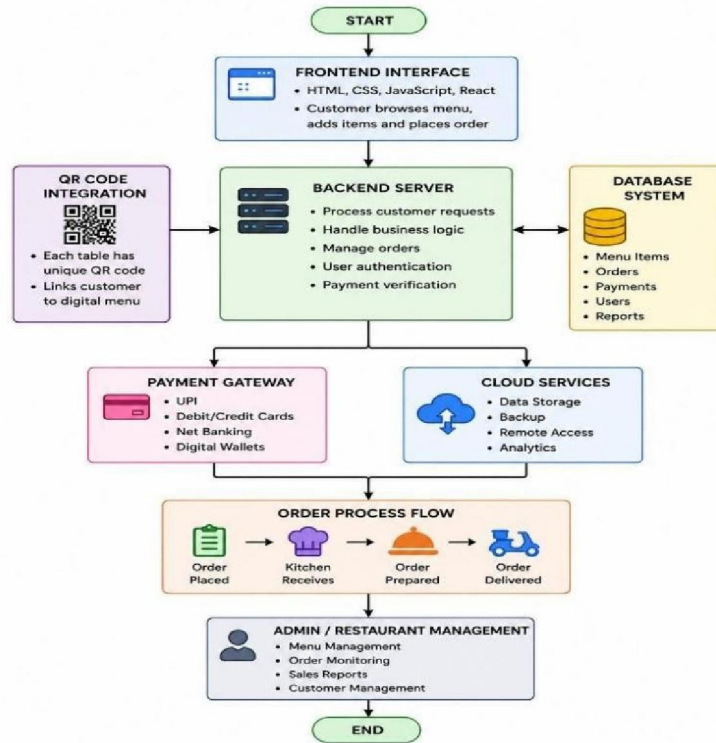 START
FRONTEND INTERFACE
• HTML, CSS, JavaScript, React
• Customer browses menu,
adds items and places order
QR CODE
INTEGRATION
• Each table has
unique QR code
• Links customer
to digital menu
BACKEND SERVER
• Process customer requests
• Handle business logic
• Manage orders
• User authentication
• Payment verification
DATABASE
SYSTEM
• Menu Items
• Orders
• Payments
• Users
• Reports
PAYMENT GATEWAY
• UPI
• Debit/Credit Cards
• Net Banking
• Digital Wallets
CLOUD SERVICES
• Data Storage
• Backup
• Remote Access
• Analytics
ORDER PROCESS FLOW
Order
Placed
Kitchen
Receives
Order
Prepared
Order
Delivered
ADMIN / RESTAURANT MANAGEMENT
• Menu Management
• Order Monitoring
• Sales Reports
• Customer Management
END